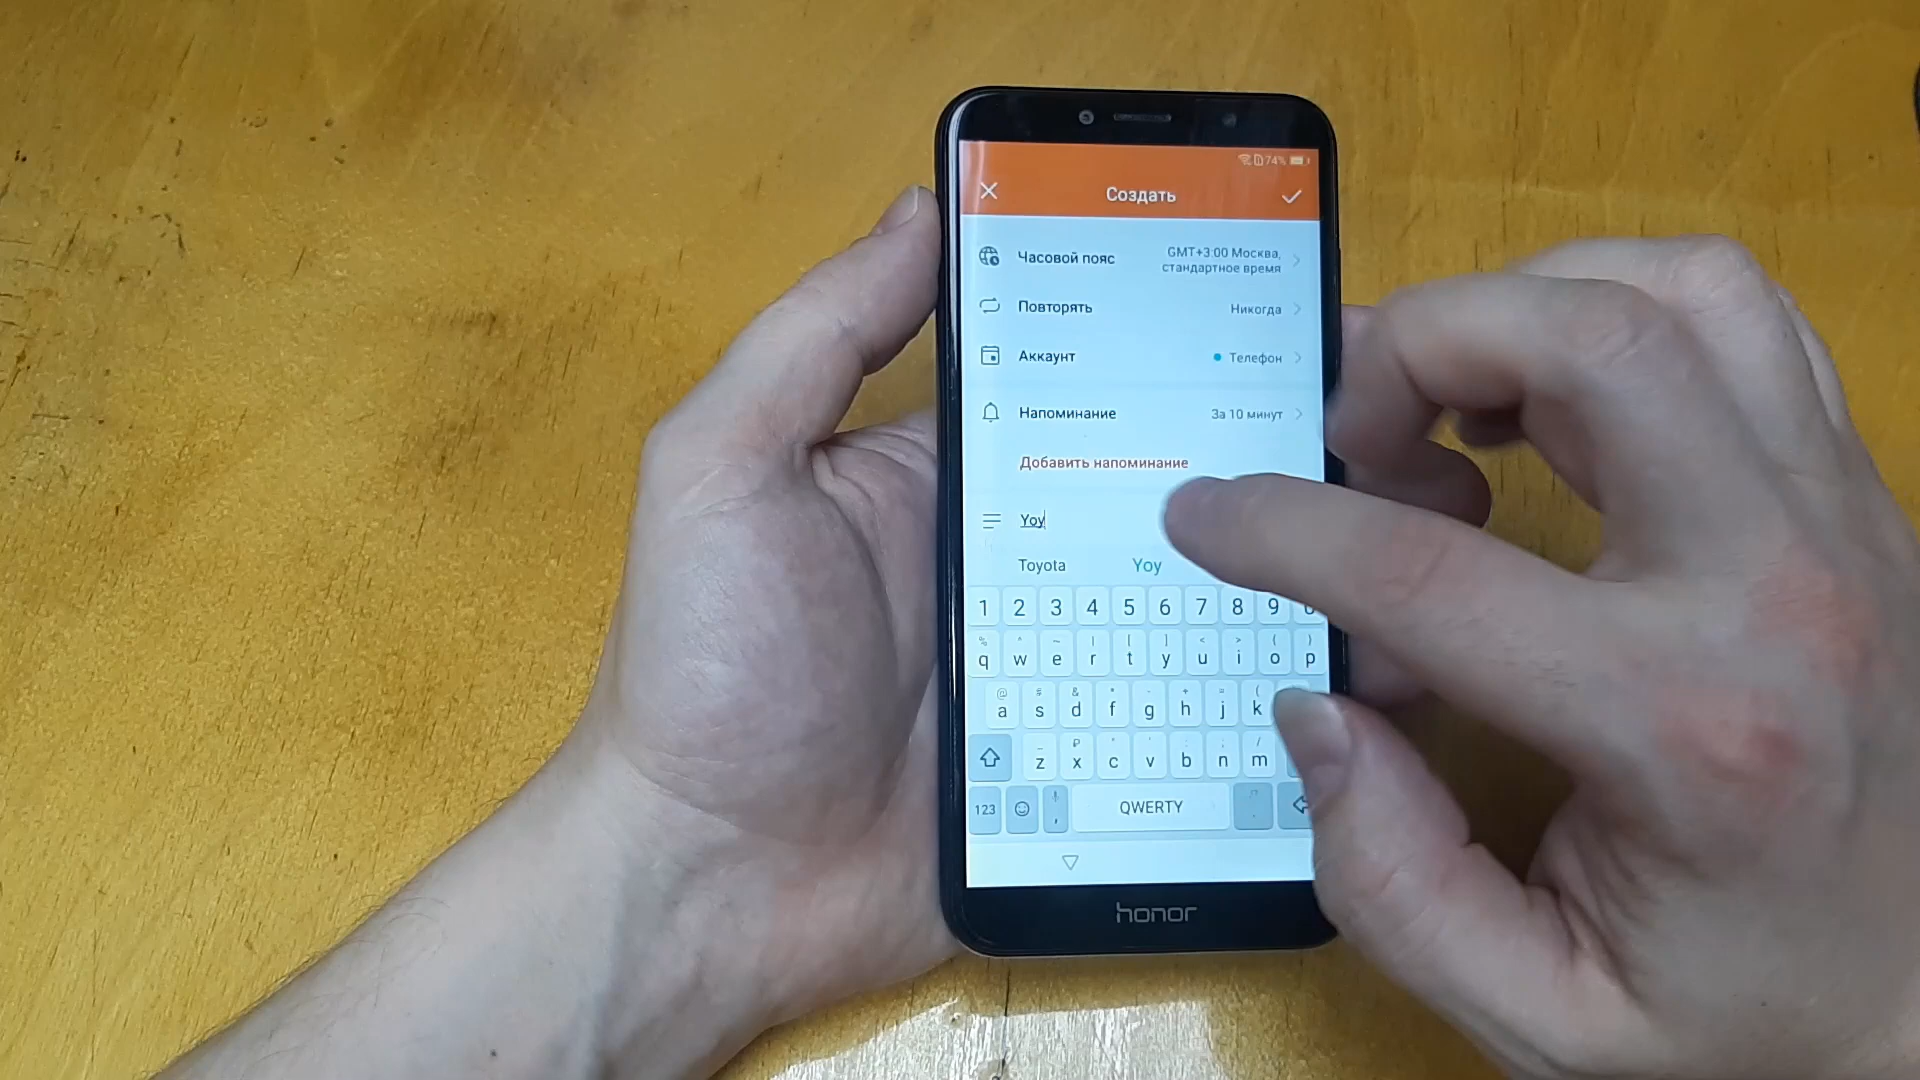 74%
Создать
Часовой пояс
GMT+3:00 Москва,
стандартное время
Повторять Никогда
Аккаунт Телефон
Напоминание За 10 минут
Добавить напоминание
Yoy
Toyota Yoy
1 2 3 4 5 6 7 8 9
q w e r t y u i o p
a s d f g h j k
z x c v b n m
123 QWERTY
honor